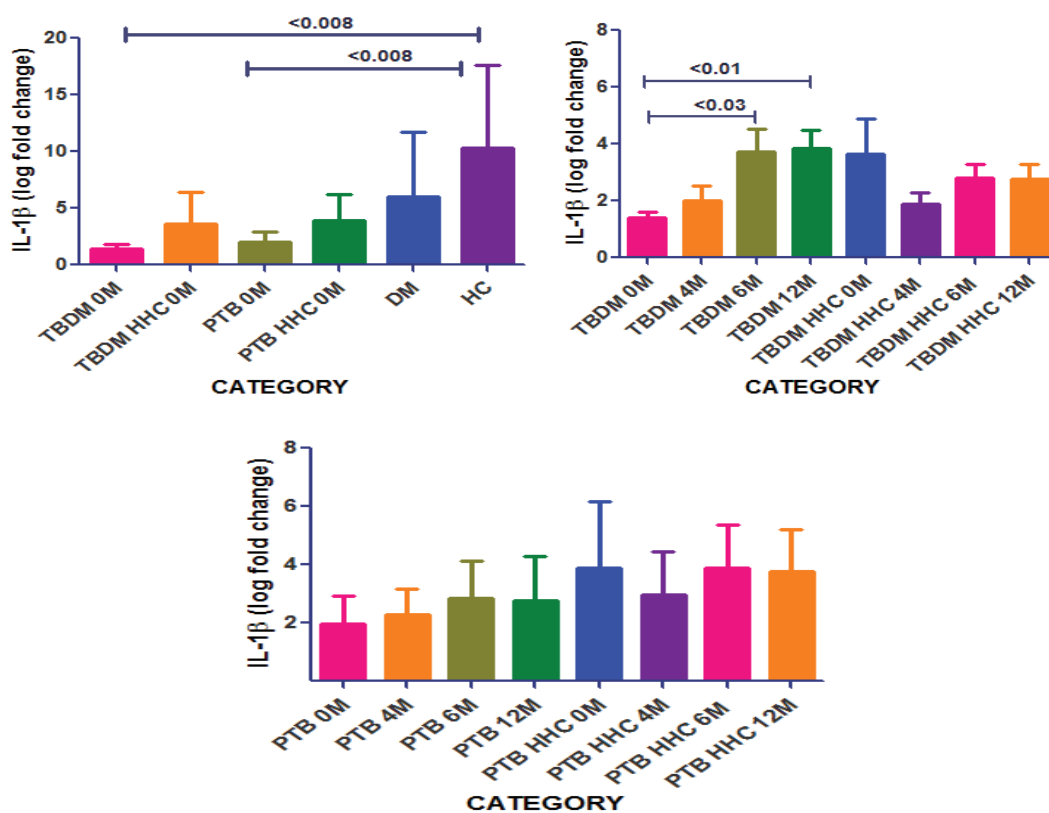 <0.008
<0.008
IL-1β (log fold change)
20
15
10
5
0
TBDM 0M
TBDM HHC 0M
PTB 0M
PTB HHC 0M
DM
HC
CATEGORY
<0.01
<0.03
IL-1β (log fold change)
8
6
4
2
0
TBDM 0M
TBDM 4M
TBDM 6M
TBDM 12M
TBDM HHC 0M
TBDM HHC 4M
TBDM HHC 6M
TBDM HHC 12M
CATEGORY
IL-1β (log fold change)
8
6
4
2
PTB 0M
PTB 4M
PTB 6M
PTB 12M
PTB HHC 0M
PTB HHC 4M
PTB HHC 6M
PTB HHC 12M
CATEGORY